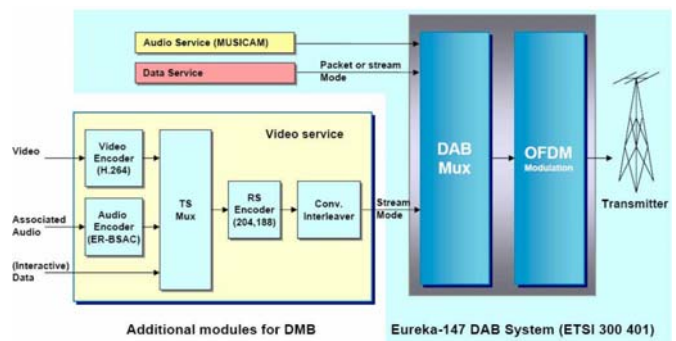 Audio Service (MUSICAM)
Data Service
Packet or stream
Mode
Video service
Video
Video
Encoder
(H.264)
Associated
Audio
Audio
Encoder
(ER-BSAC)
(Interactive)
Data
TS
Mux
RS
Encoder
(204,188)
Conv.
Interleaver
Stream
Mode
DAB
Mux
OFDM
Modulation
Transmitter
Additional modules for DMB
Eureka-147 DAB System (ETSI 300 401)